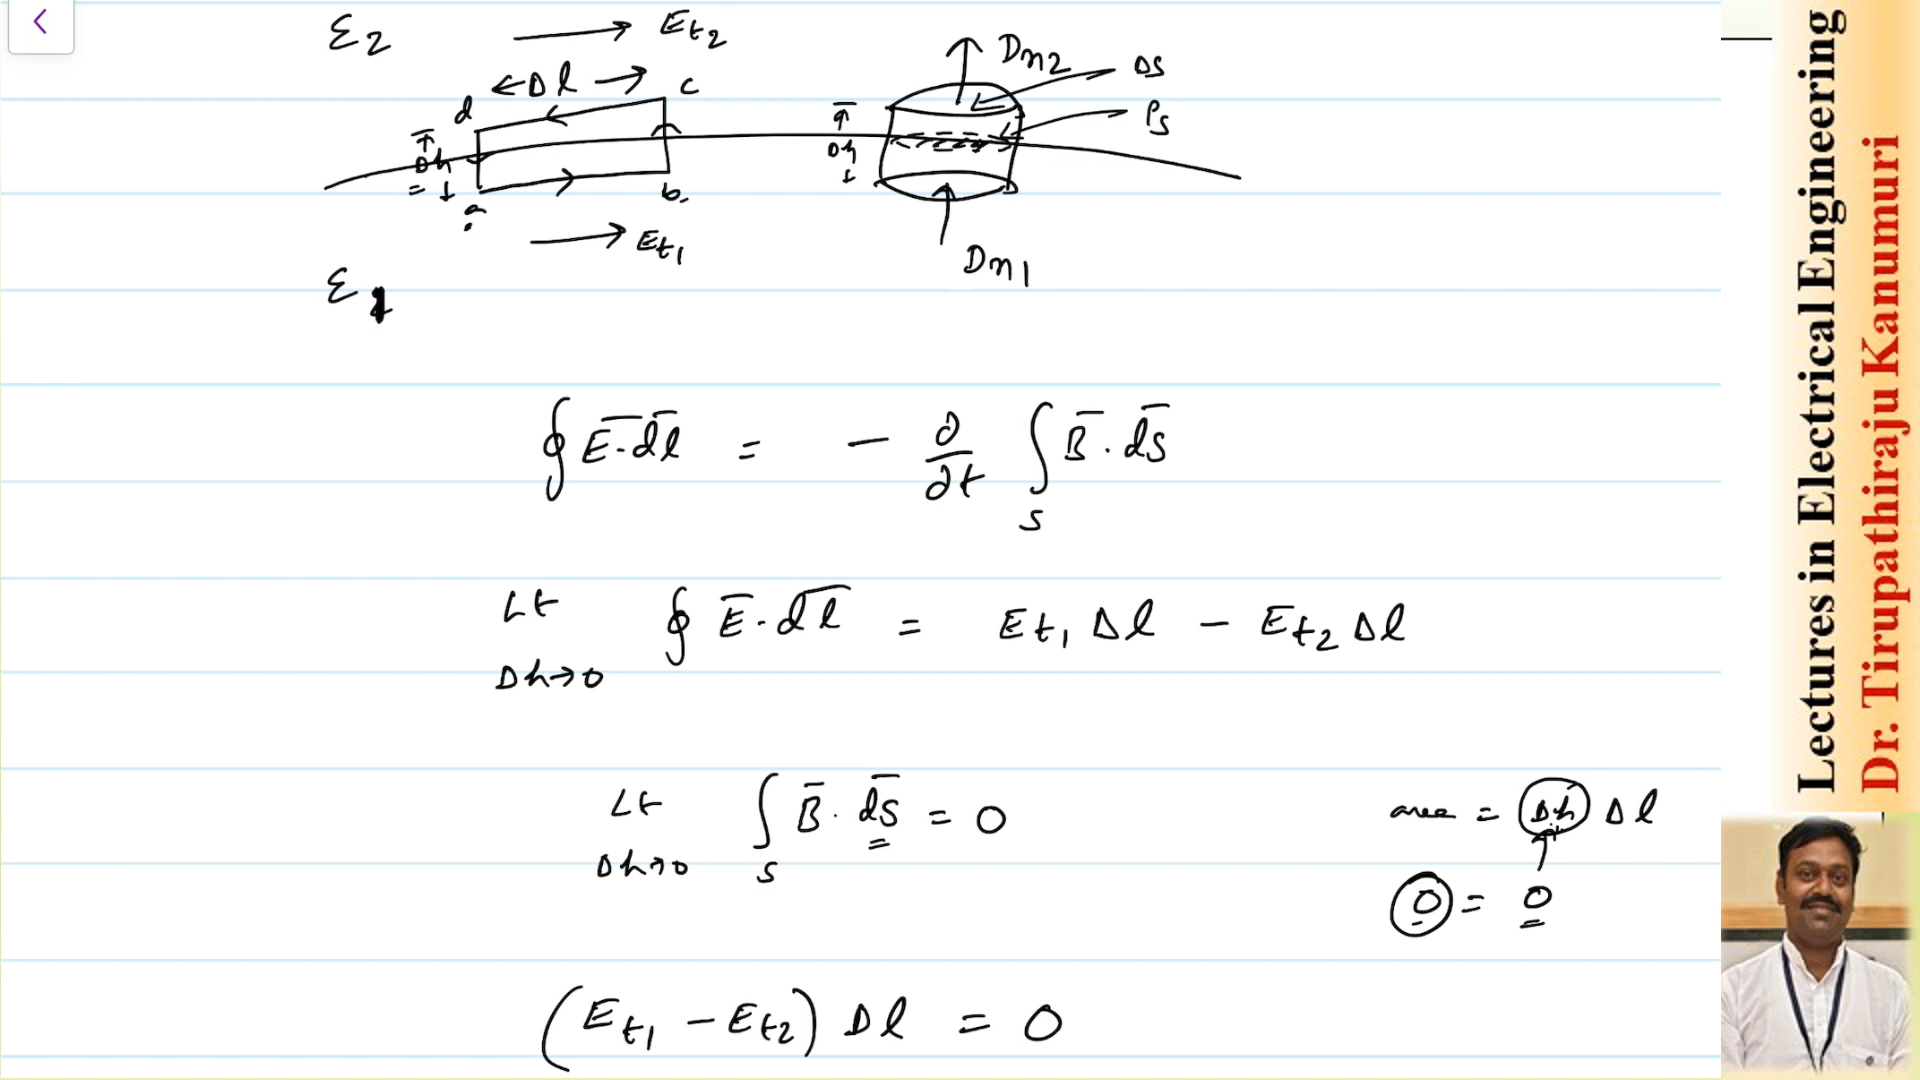 ε₂ → Et₂
← Δl → c
d
Δh
a b.
→ Et₁
ε₁
Dn₂ ΔS
ρs
Δh
Dn₁
∮ E̅·dl̅ = − ∂/∂t ∫ B̅·dS̅
S
Lt ∮ E̅·dl̅ = Et₁ Δl − Et₂ Δl
Δh→0
Lt ∫ B̅·dS̅ = 0
Δh→0 S
area = Δh Δl
0 = 0
(Et₁ − Et₂) Δl = 0
Lectures in Electrical Engineering
Dr. Tirupathiraju Kanumuri